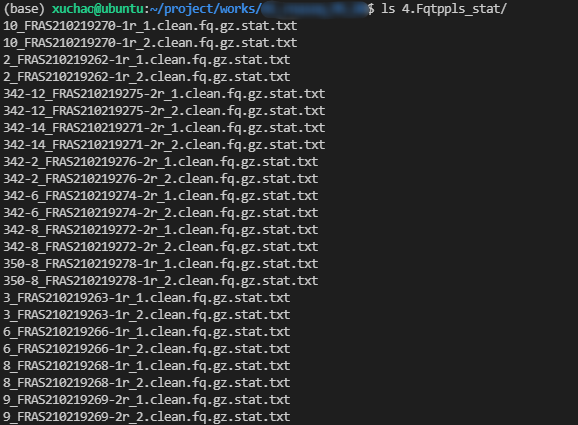 (base) xuchao@ubuntu:~/project/works/ $ ls 4.Fqtppls_stat/
10_FRAS210219270-1r_1.clean.fq.gz.stat.txt
10_FRAS210219270-1r_2.clean.fq.gz.stat.txt
2_FRAS210219262-1r_1.clean.fq.gz.stat.txt
2_FRAS210219262-1r_2.clean.fq.gz.stat.txt
342-12_FRAS210219275-2r_1.clean.fq.gz.stat.txt
342-12_FRAS210219275-2r_2.clean.fq.gz.stat.txt
342-14_FRAS210219271-2r_1.clean.fq.gz.stat.txt
342-14_FRAS210219271-2r_2.clean.fq.gz.stat.txt
342-2_FRAS210219276-2r_1.clean.fq.gz.stat.txt
342-2_FRAS210219276-2r_2.clean.fq.gz.stat.txt
342-6_FRAS210219274-2r_1.clean.fq.gz.stat.txt
342-6_FRAS210219274-2r_2.clean.fq.gz.stat.txt
342-8_FRAS210219272-2r_1.clean.fq.gz.stat.txt
342-8_FRAS210219272-2r_2.clean.fq.gz.stat.txt
350-8_FRAS210219278-1r_1.clean.fq.gz.stat.txt
350-8_FRAS210219278-1r_2.clean.fq.gz.stat.txt
3_FRAS210219263-1r_1.clean.fq.gz.stat.txt
3_FRAS210219263-1r_2.clean.fq.gz.stat.txt
6_FRAS210219266-1r_1.clean.fq.gz.stat.txt
6_FRAS210219266-1r_2.clean.fq.gz.stat.txt
8_FRAS210219268-1r_1.clean.fq.gz.stat.txt
8_FRAS210219268-1r_2.clean.fq.gz.stat.txt
9_FRAS210219269-2r_1.clean.fq.gz.stat.txt
9_FRAS210219269-2r_2.clean.fq.gz.stat.txt